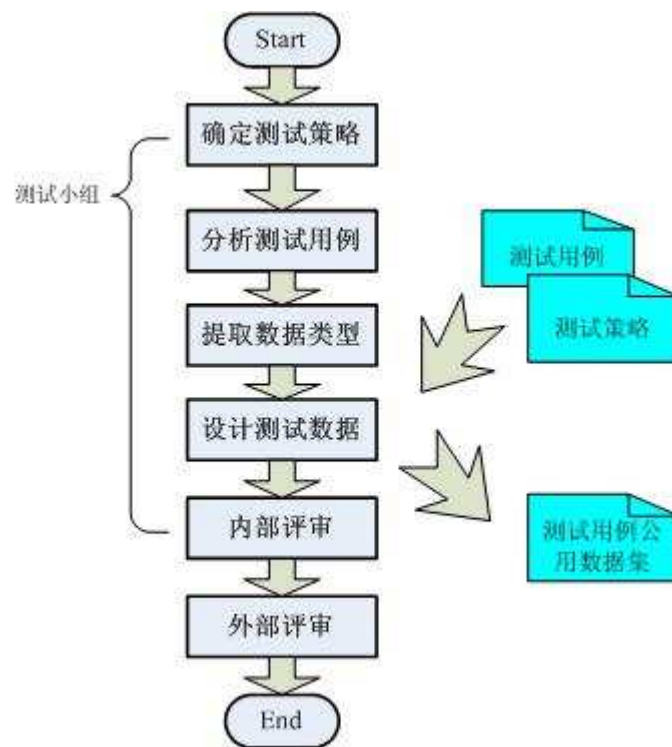 Start
确定测试策略
测试小组
分析测试用例
测试用例
提取数据类型
测试策略
设计测试数据
内部评审
测试用例公
用数据集
外部评审
End